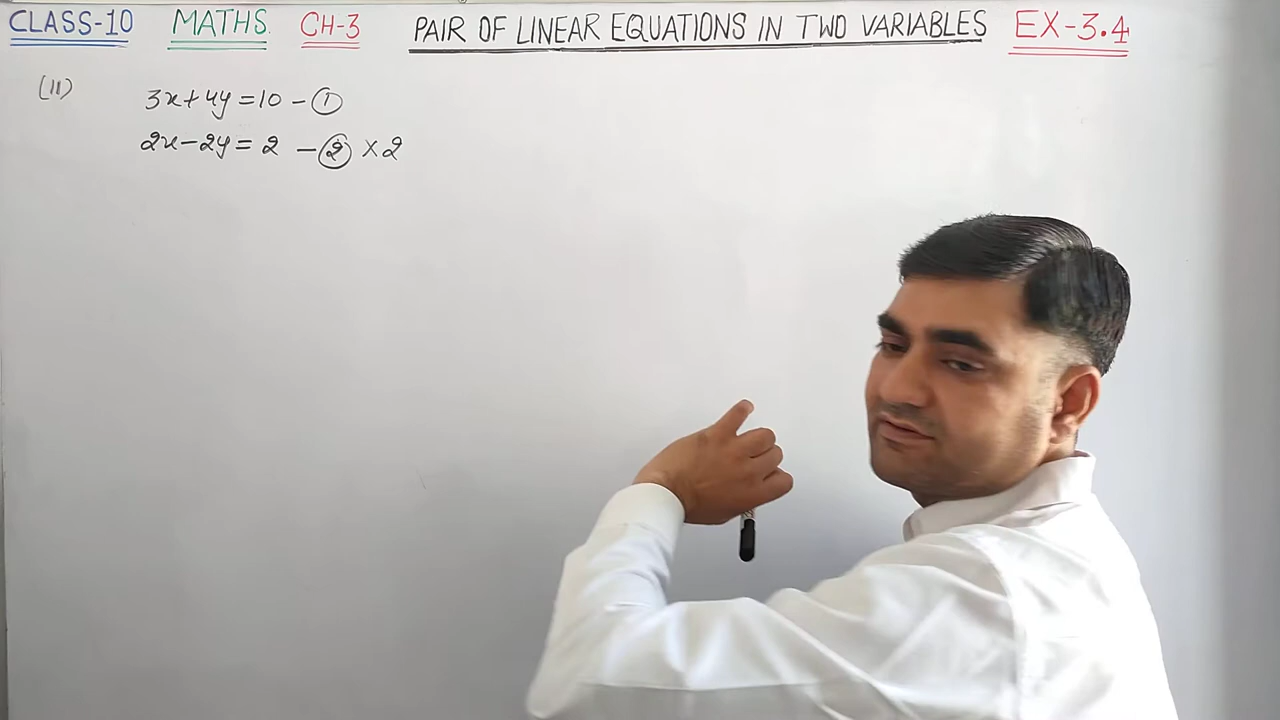 CLASS-10 MATHS. CH-3 PAIR OF LINEAR EQUATIONS IN TWO VARIABLES EX-3.4
(II) 3x+4y=10 - ①
2x-2y= 2 - ② ×2